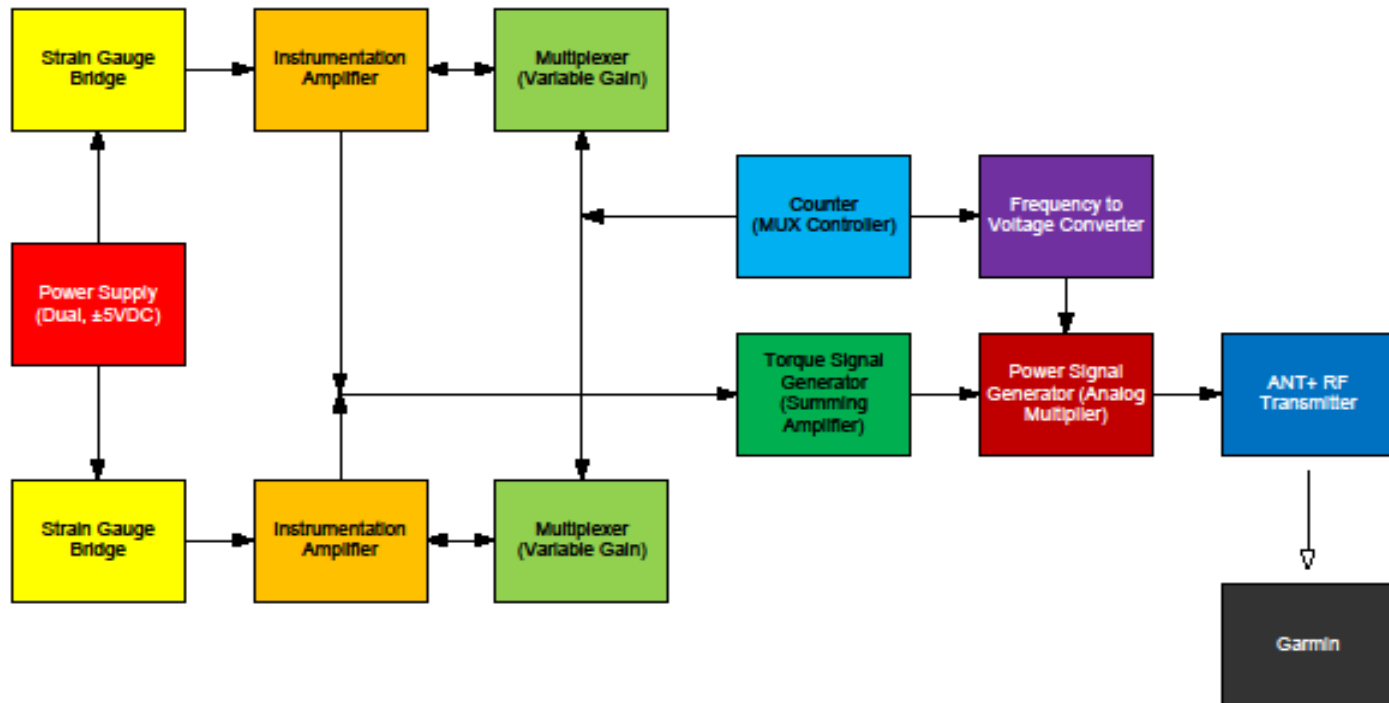 Strain Gauge
Bridge
Instrumentation
Amplifier
Multiplexer
(Variable Gain)
Counter
(MUX Controller)
Frequency to
Voltage Converter
Power Supply
(Dual, ±5VDC)
Torque Signal
Generator
(Summing
Amplifier)
Power Signal
Generator (Analog
Multiplier)
ANT+ RF
Transmitter
Strain Gauge
Bridge
Instrumentation
Amplifier
Multiplexer
(Variable Gain)
Garmin